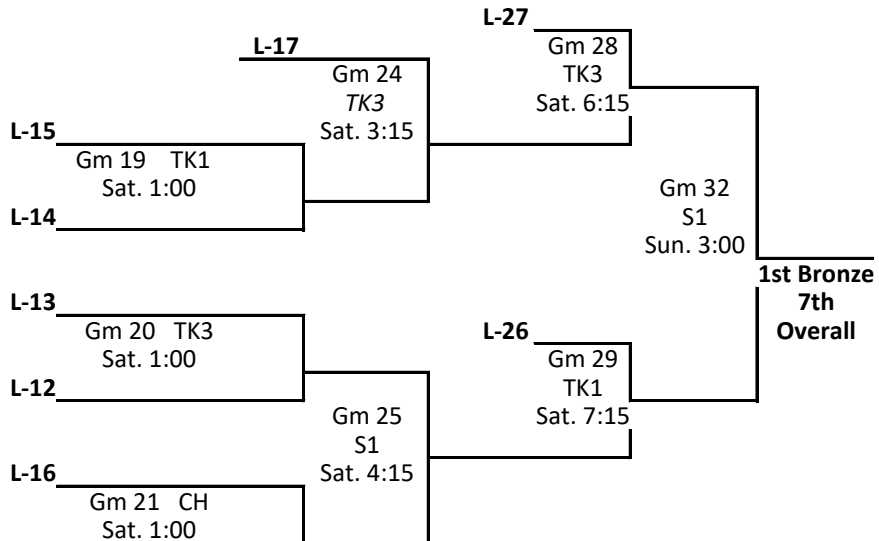 L-27
L-17
Gm 28
TK3
Sat. 6:15
Gm 24
TK3
Sat. 3:15
L-15
Gm 19 TK1
Sat. 1:00
L-14
Gm 32
S1
Sun. 3:00
1st Bronze
7th
Overall
L-13
Gm 20 TK3
Sat. 1:00
L-12
L-26
Gm 29
TK1
Sat. 7:15
Gm 25
S1
Sat. 4:15
L-16
Gm 21 CH
Sat. 1:00